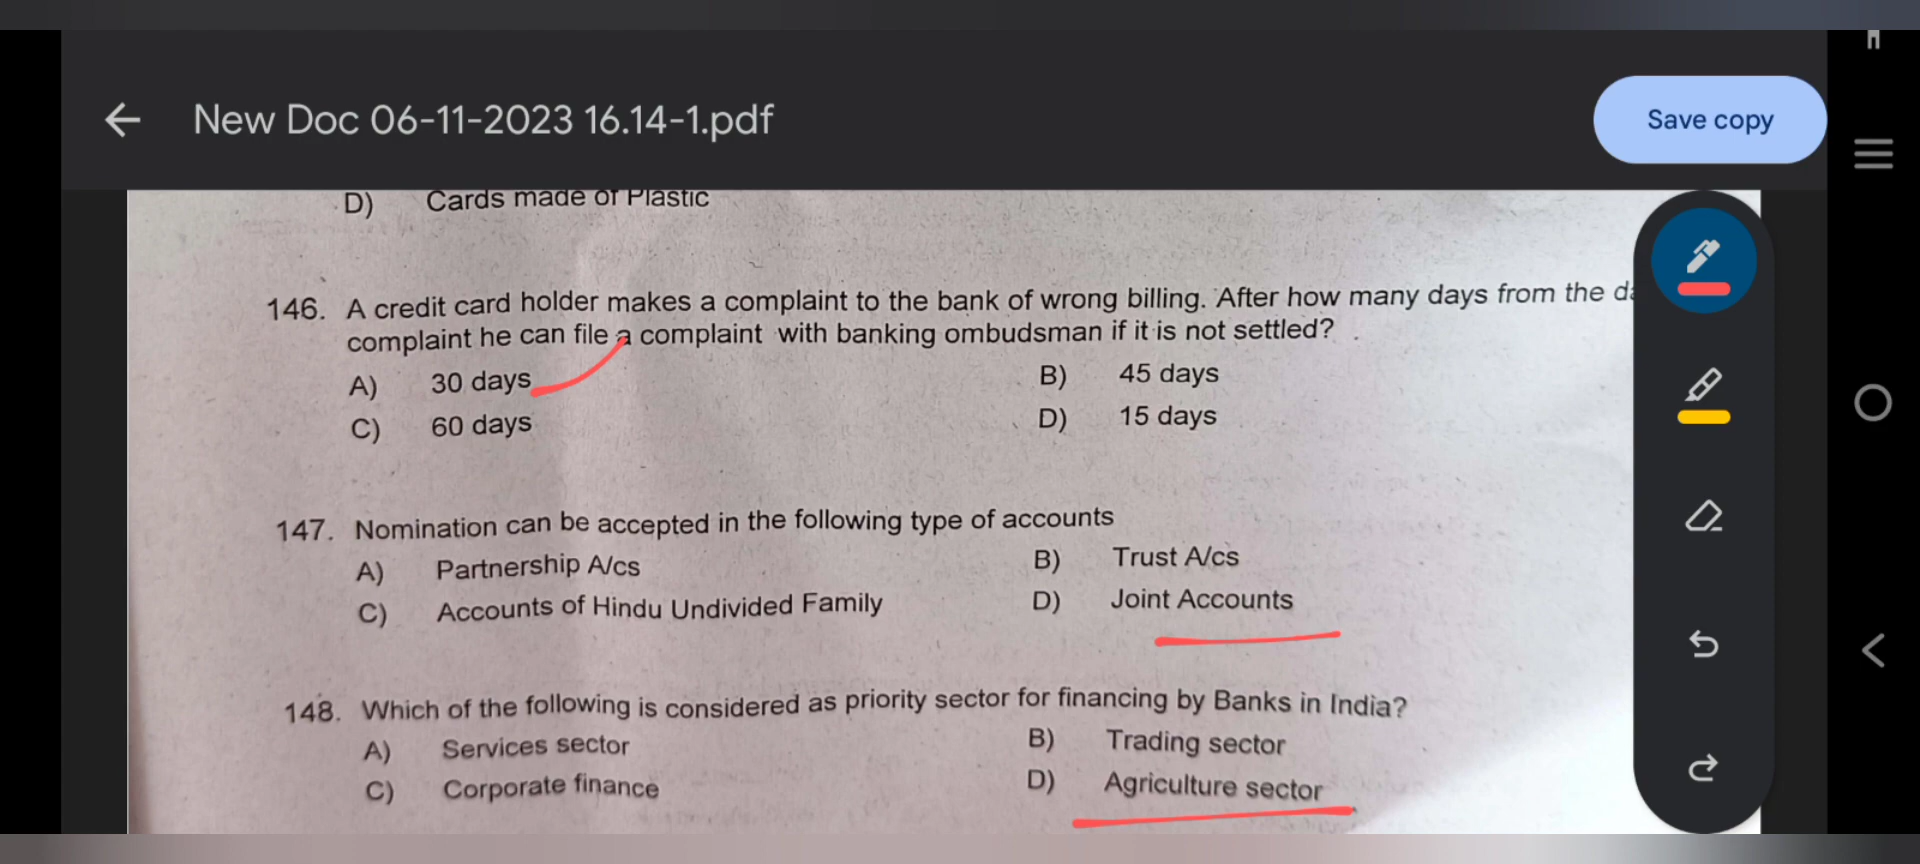 New Doc 06-11-2023 16.14-1.pdf
Save copy
D) Cards made of Plastic
146. A credit card holder makes a complaint to the bank of wrong billing. After how many days from the
complaint he can file a complaint with banking ombudsman if it is not settled?
A) 30 days B) 45 days
C) 60 days D) 15 days
147. Nomination can be accepted in the following type of accounts
A) Partnership A/cs B) Trust A/cs
C) Accounts of Hindu Undivided Family D) Joint Accounts
148. Which of the following is considered as priority sector for financing by Banks in India?
A) Services sector B) Trading sector
C) Corporate finance D) Agriculture sector